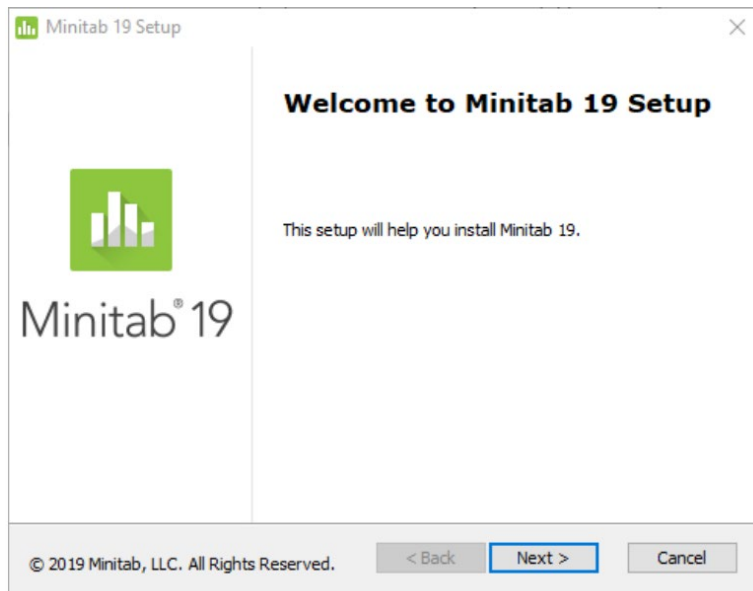 Minitab 19 Setup
Welcome to Minitab 19 Setup
This setup will help you install Minitab 19.
Minitab® 19
© 2019 Minitab, LLC. All Rights Reserved.
< Back
Next >
Cancel